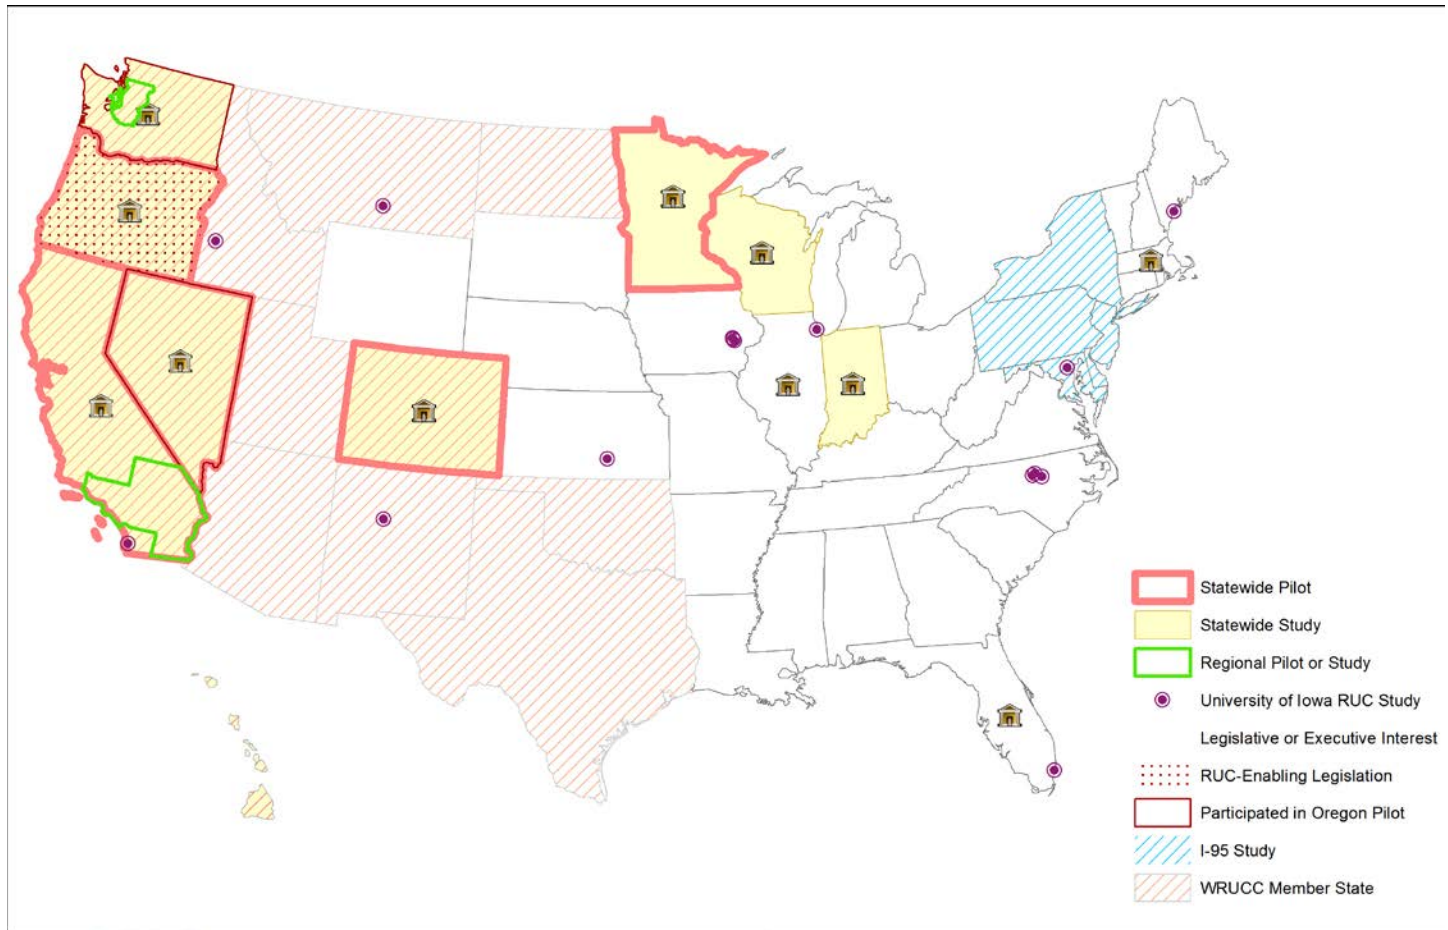 Statewide Pilot
Statewide Study
Regional Pilot or Study
University of Iowa RUC Study
Legislative or Executive Interest
RUC-Enabling Legislation
Participated in Oregon Pilot
I-95 Study
WRUCC Member State